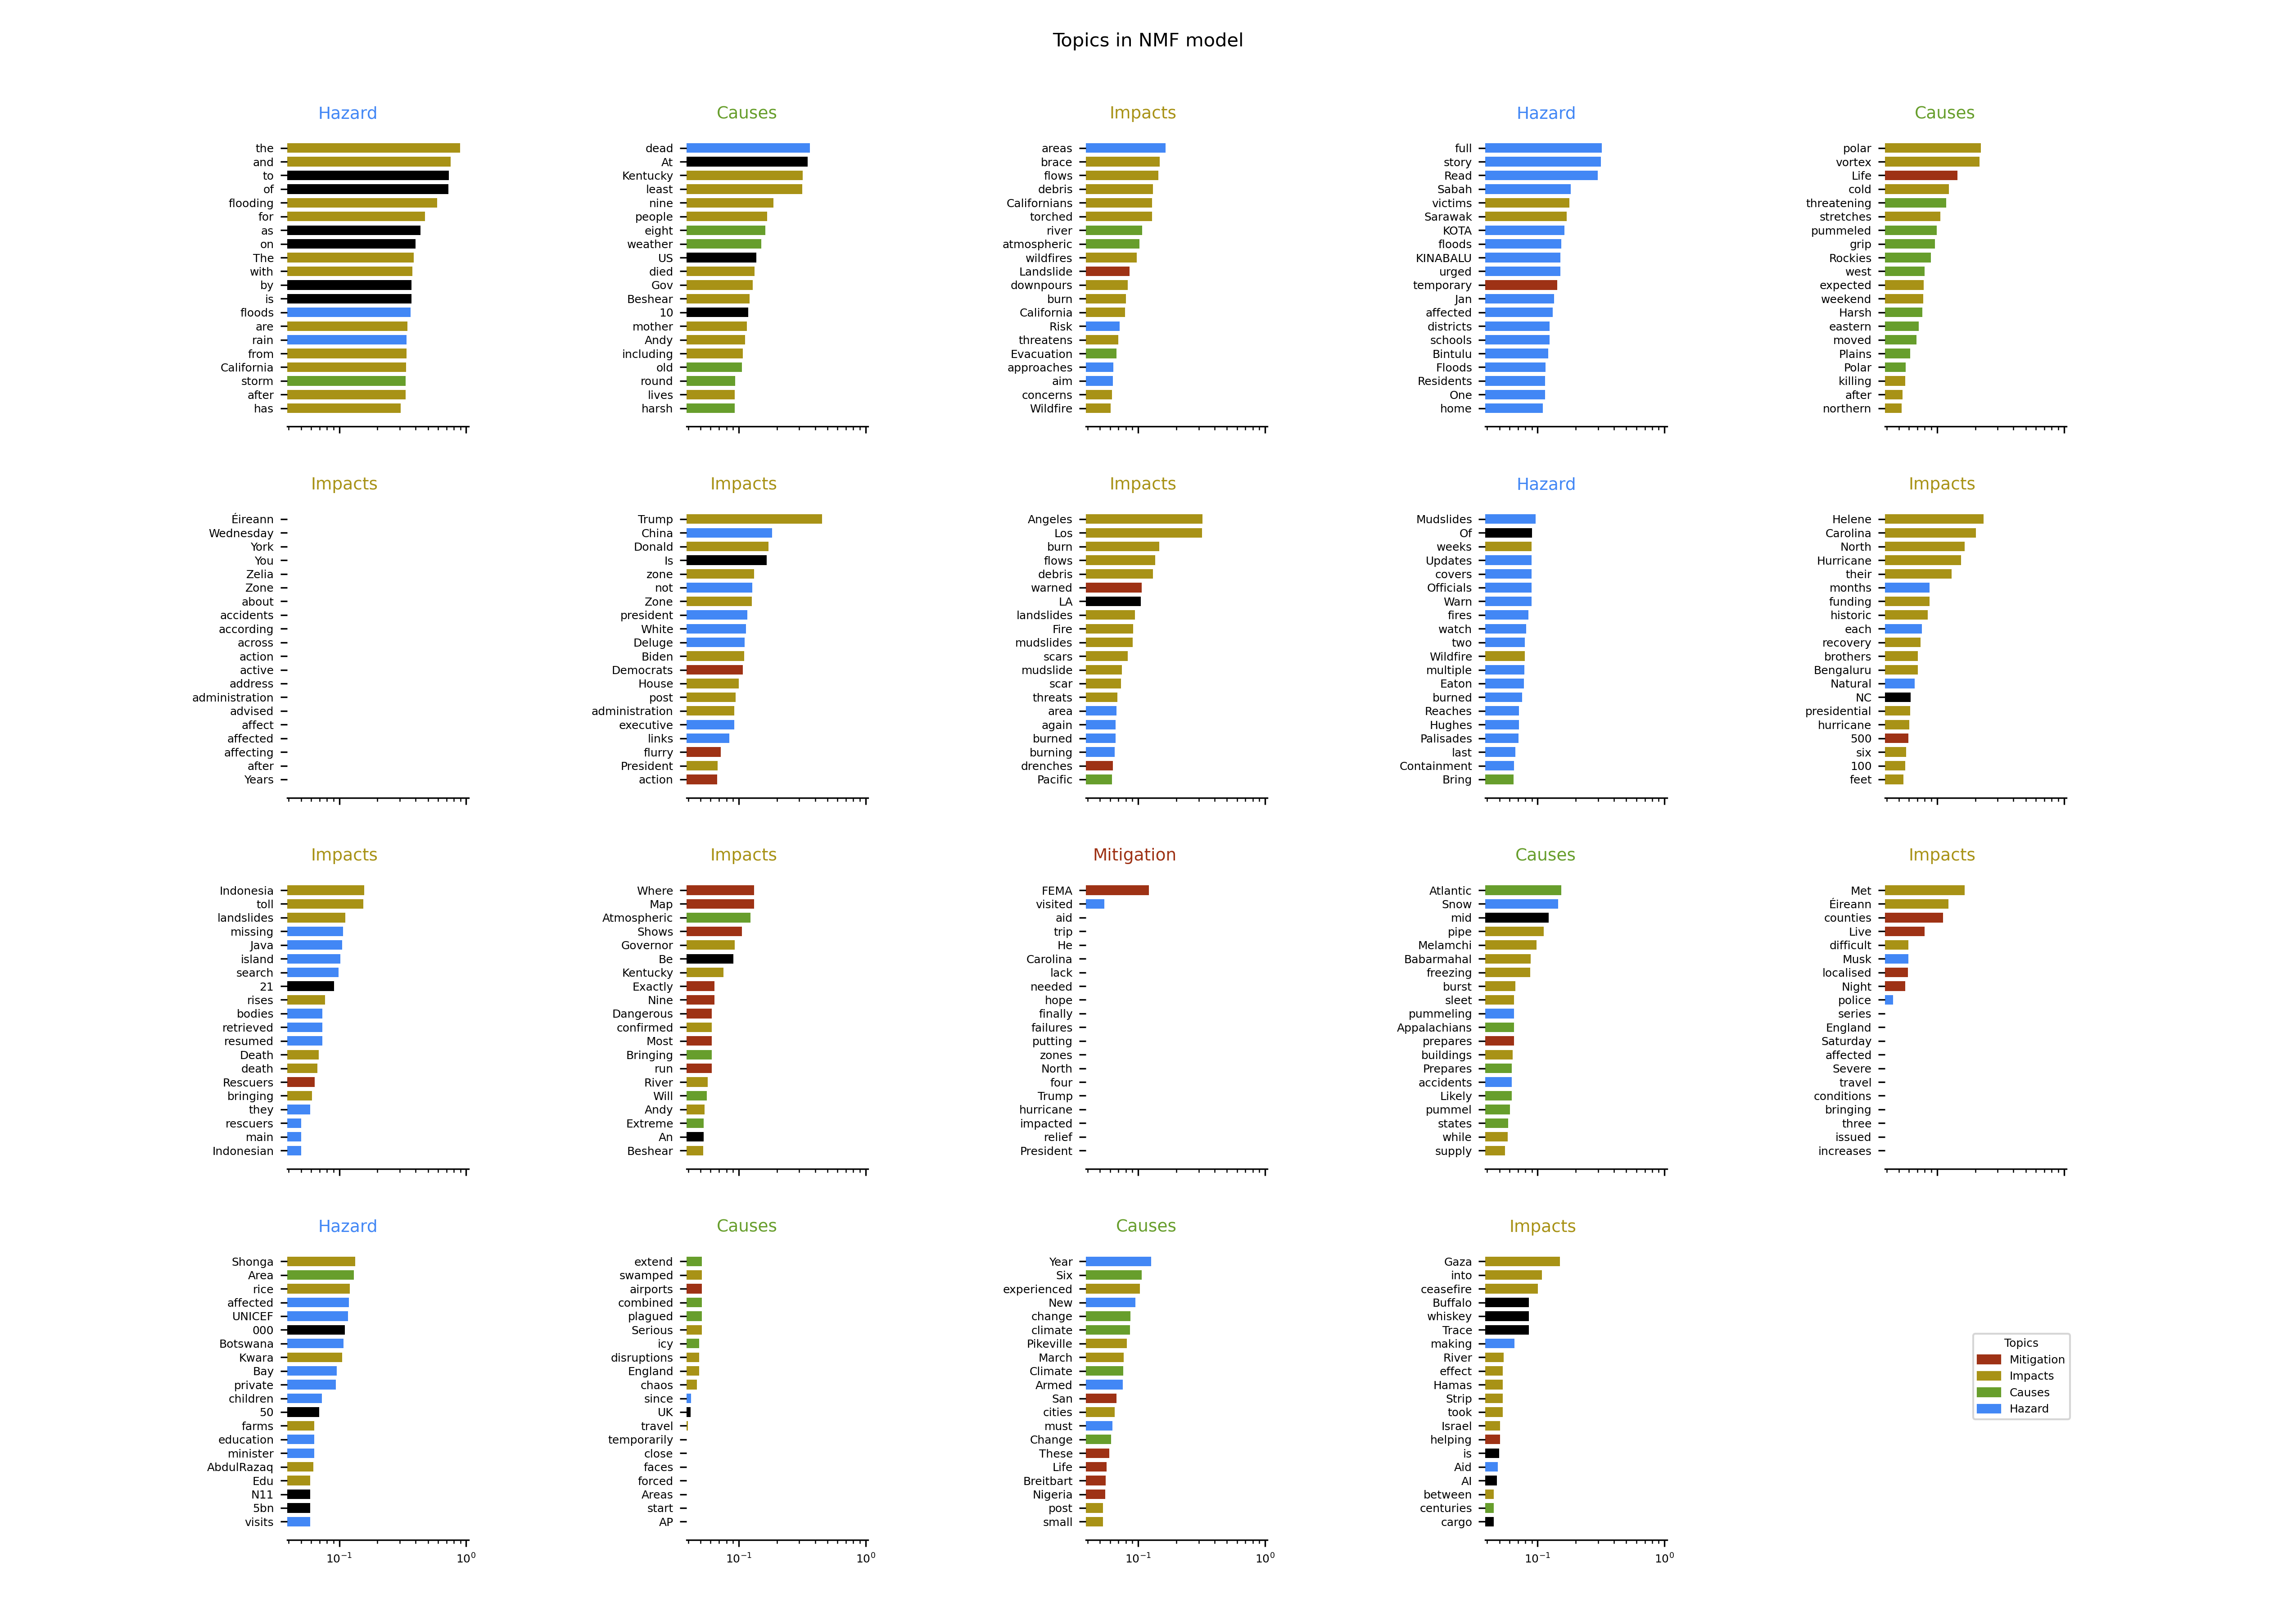 Topics in NMF model
Hazard
the
and
to
of
flooding
for
as
on
The
with
by
is
floods
are
rain
from
California
storm
after
has
Causes
dead
At
Kentucky
least
nine
people
eight
weather
US
died
Gov
Beshear
10
mother
Andy
including
old
round
lives
harsh
Impacts
areas
brace
flows
debris
Californians
torched
river
atmospheric
wildfires
Landslide
downpours
burn
California
Risk
threatens
Evacuation
approaches
aim
concerns
Wildfire
Hazard
full
story
Read
Sabah
victims
Sarawak
KOTA
floods
KINABALU
urged
temporary
Jan
affected
districts
schools
Bintulu
Floods
Residents
One
home
Causes
polar
vortex
Life
cold
threatening
stretches
pummeled
grip
Rockies
west
expected
weekend
Harsh
eastern
moved
Plains
Polar
killing
after
northern
Impacts
Éireann
Wednesday
York
You
Zelia
Zone
about
accidents
according
across
action
active
address
administration
advised
affect
affected
affecting
after
Years
Impacts
Trump
China
Donald
Is
zone
not
Zone
president
White
Deluge
Biden
Democrats
House
post
administration
executive
links
flurry
President
action
Impacts
Angeles
Los
burn
flows
debris
warned
LA
landslides
Fire
mudslides
scars
mudslide
scar
threats
area
again
burned
burning
drenches
Pacific
Hazard
Mudslides
Of
weeks
Updates
covers
Officials
Warn
fires
watch
two
Wildfire
multiple
Eaton
burned
Reaches
Hughes
Palisades
last
Containment
Bring
Impacts
Helene
Carolina
North
Hurricane
their
months
funding
historic
each
recovery
brothers
Bengaluru
Natural
NC
presidential
hurricane
500
six
100
feet
Impacts
Indonesia
toll
landslides
missing
Java
island
search
21
rises
bodies
retrieved
resumed
Death
death
Rescuers
bringing
they
rescuers
main
Indonesian
Impacts
Where
Map
Atmospheric
Shows
Governor
Be
Kentucky
Exactly
Nine
Dangerous
confirmed
Most
Bringing
run
River
Will
Andy
Extreme
An
Beshear
Mitigation
FEMA
visited
aid
trip
He
Carolina
lack
needed
hope
finally
failures
putting
zones
North
four
Trump
hurricane
impacted
relief
President
Causes
Atlantic
Snow
mid
pipe
Melamchi
Babarmahal
freezing
burst
sleet
pummeling
Appalachians
prepares
buildings
Prepares
accidents
Likely
pummel
states
while
supply
Impacts
Met
Éireann
counties
Live
difficult
Musk
localised
Night
police
series
England
Saturday
affected
Severe
travel
conditions
bringing
three
issued
increases
Hazard
Shonga
Area
rice
affected
UNICEF
000
Botswana
Kwara
Bay
private
children
50
farms
education
minister
AbdulRazaq
Edu
N11
5bn
visits
10⁻¹ 10⁰
Causes
extend
swamped
airports
combined
plagued
Serious
icy
disruptions
England
chaos
since
UK
travel
temporarily
close
faces
forced
Areas
start
AP
10⁻¹ 10⁰
Causes
Year
Six
experienced
New
change
climate
Pikeville
March
Climate
Armed
San
cities
must
Change
These
Life
Breitbart
Nigeria
post
small
10⁻¹ 10⁰
Impacts
Gaza
into
ceasefire
Buffalo
whiskey
Trace
making
River
effect
Hamas
Strip
took
Israel
helping
is
Aid
AI
between
centuries
cargo
10⁻¹ 10⁰
Topics
Mitigation
Impacts
Causes
Hazard